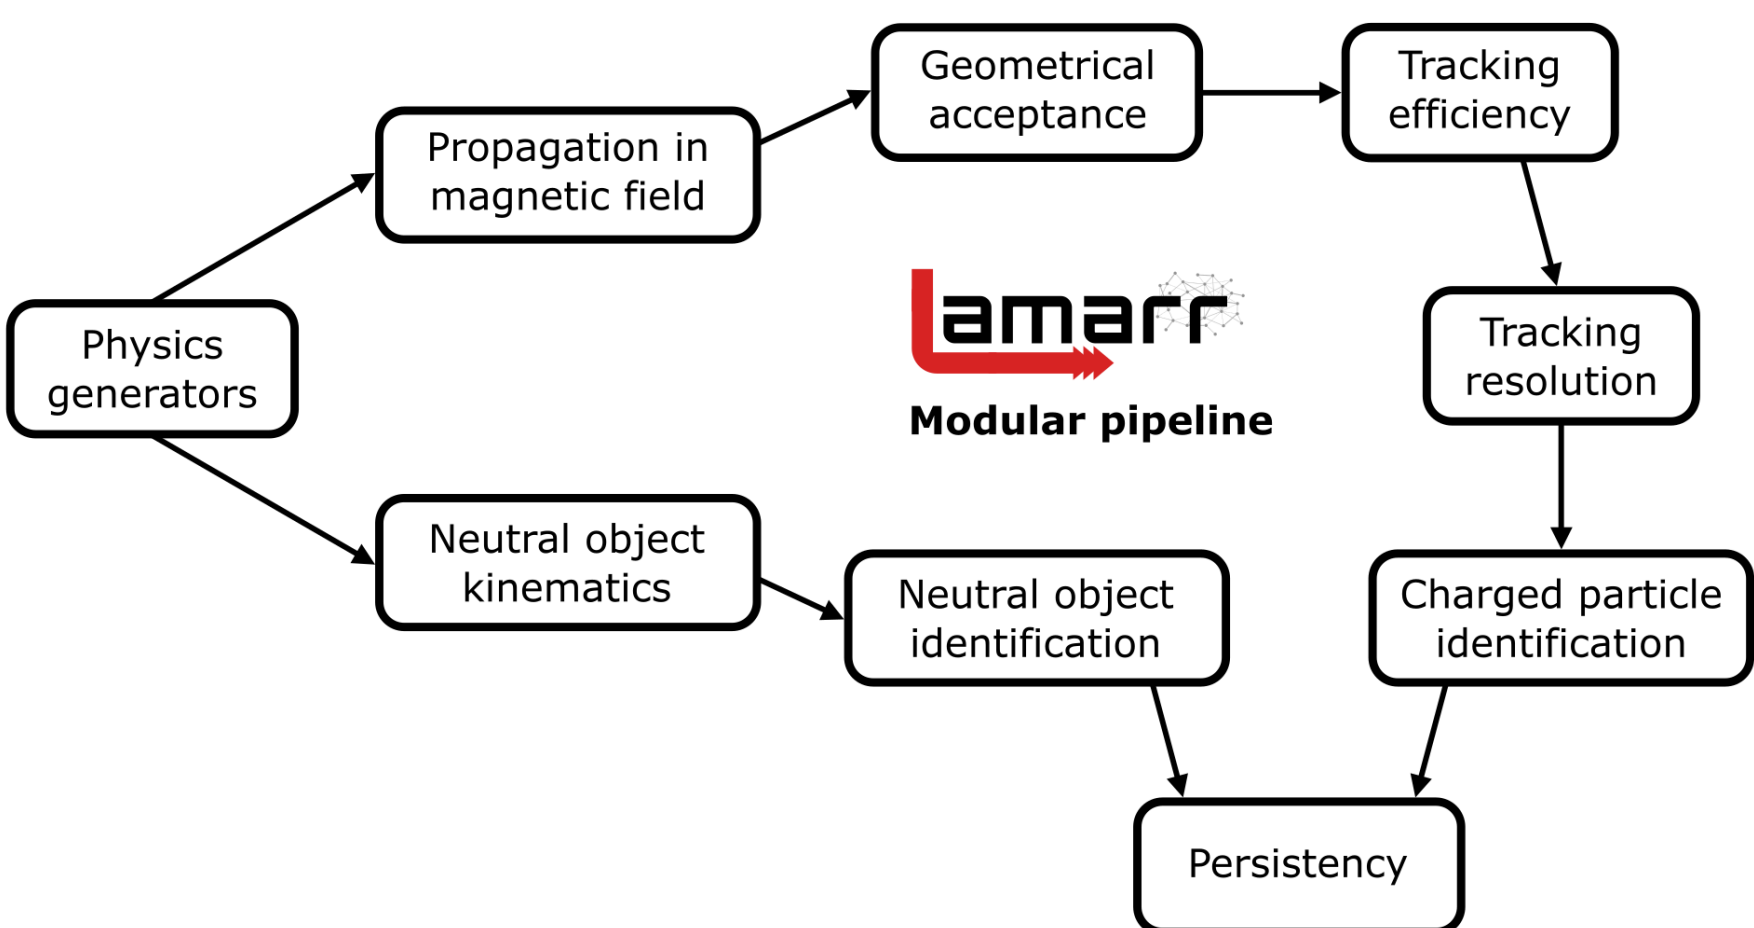 Geometrical
acceptance
Tracking
efficiency
Propagation in
magnetic field
Lamarr
Modular pipeline
Physics
generators
Tracking
resolution
Neutral object
kinematics
Neutral object
identification
Charged particle
identification
Persistency